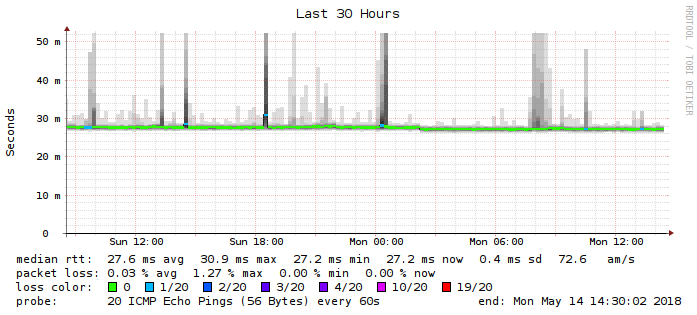 Last 30 Hours
RRDTOOL / TOBI OETIKER
Seconds
50 m
40 m
30 m
20 m
10 m
0
Sun 12:00 Sun 18:00 Mon 00:00 Mon 06:00 Mon 12:00
median rtt: 27.6 ms avg 30.9 ms max 27.2 ms min 27.2 ms now 0.4 ms sd 72.6 am/s
packet loss: 0.03 % avg 1.27 % max 0.00 % min 0.00 % now
loss color: 0 1/20 2/20 3/20 4/20 10/20 19/20
probe: 20 ICMP Echo Pings (56 Bytes) every 60s end: Mon May 14 14:30:02 2018